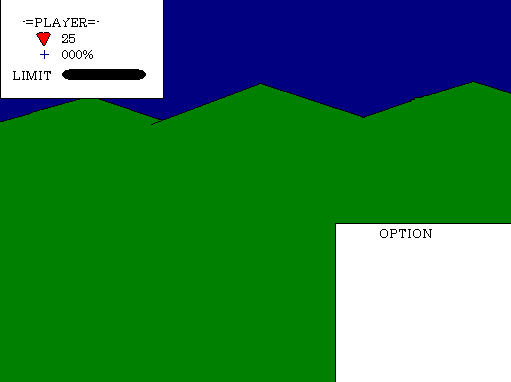 -=PLAYER=-
25
+ 000%
LIMIT
OPTION